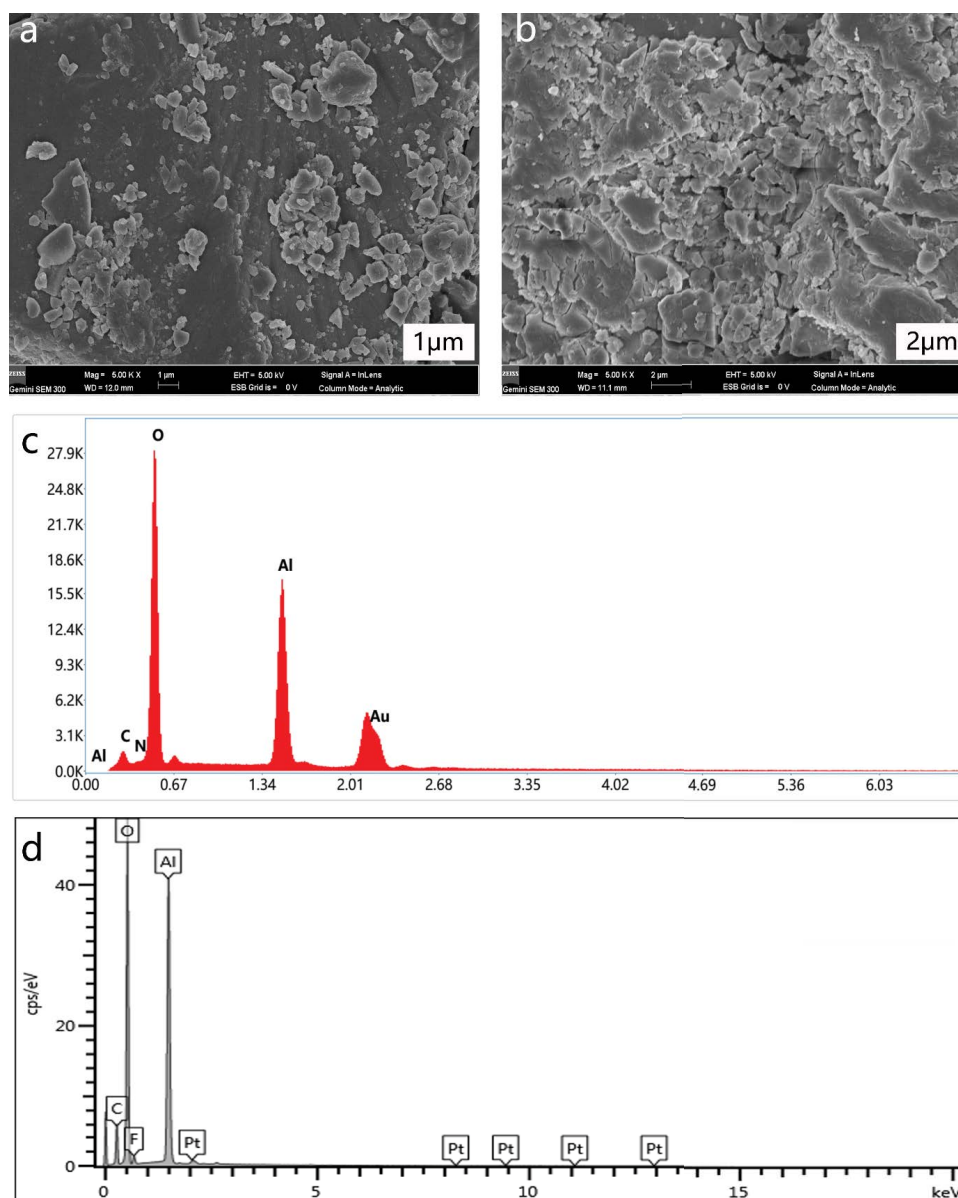 a
1μm
ZEISS
Mag = 5.00 K X 1 μm EHT = 5.00 kV Signal A = InLens
Gemini SEM 300 WD = 12.0 mm ESB Grid is = 0 V Column Mode = Analytic
b
2μm
ZEISS
Mag = 5.00 K X 2 μm EHT = 5.00 kV Signal A = InLens
Gemini SEM 300 WD = 11.1 mm ESB Grid is = 0 V Column Mode = Analytic
c
O
27.9K
24.8K
21.7K
18.6K
Al
15.5K
12.4K
9.3K
6.2K
Au
3.1K
C
N
Al
0.0K
0.00 0.67 1.34 2.01 2.68 3.35 4.02 4.69 5.36 6.03
d
O
Al
40
cps/eV
20
C
F
Pt
Pt Pt Pt Pt
0
0 5 10 15 keV